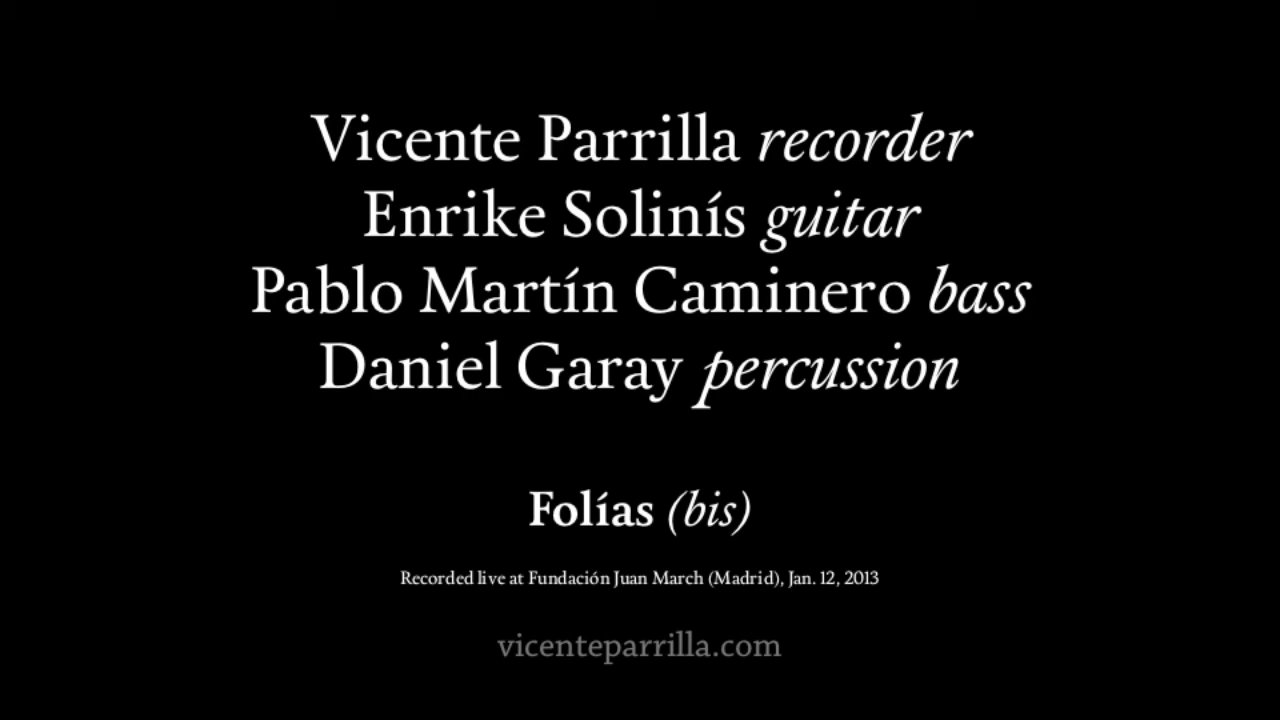 Vicente Parrilla recorder
Enrike Solinís guitar
Pablo Martín Caminero bass
Daniel Garay percussion
Folías (bis)
Recorded live at Fundación Juan March (Madrid), Jan. 12, 2013
vicenteparrilla.com